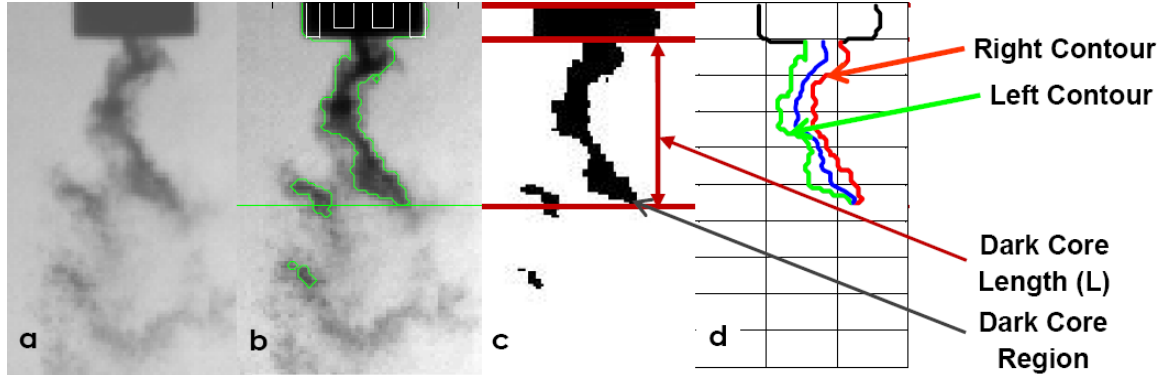 a
b
c
d
Right Contour
Left Contour
Dark Core
Length (L)
Dark Core
Region